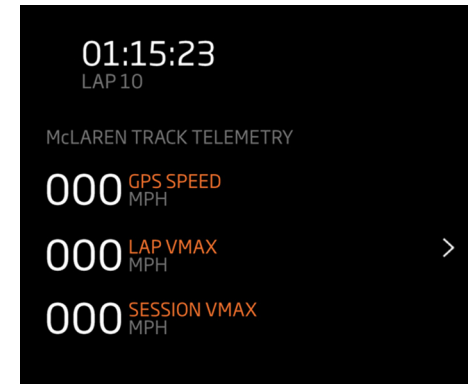 01:15:23
LAP 10
McLAREN TRACK TELEMETRY
000 GPS SPEED
MPH
000 LAP VMAX
MPH
000 SESSION VMAX
MPH